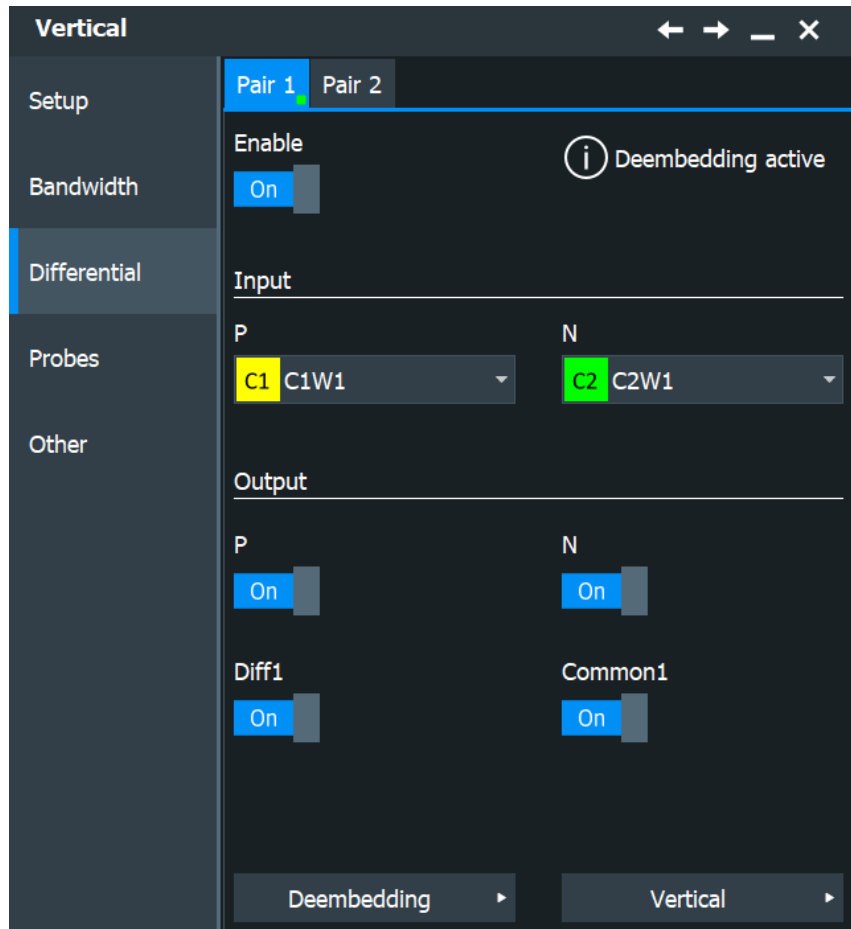 Vertical
Setup
Bandwidth
Differential
Probes
Other
Pair 1 Pair 2
Enable
On
i Deembedding active
Input
P N
C1 C1W1 C2 C2W1
Output
P N
On On
Diff1 Common1
On On
Deembedding Vertical